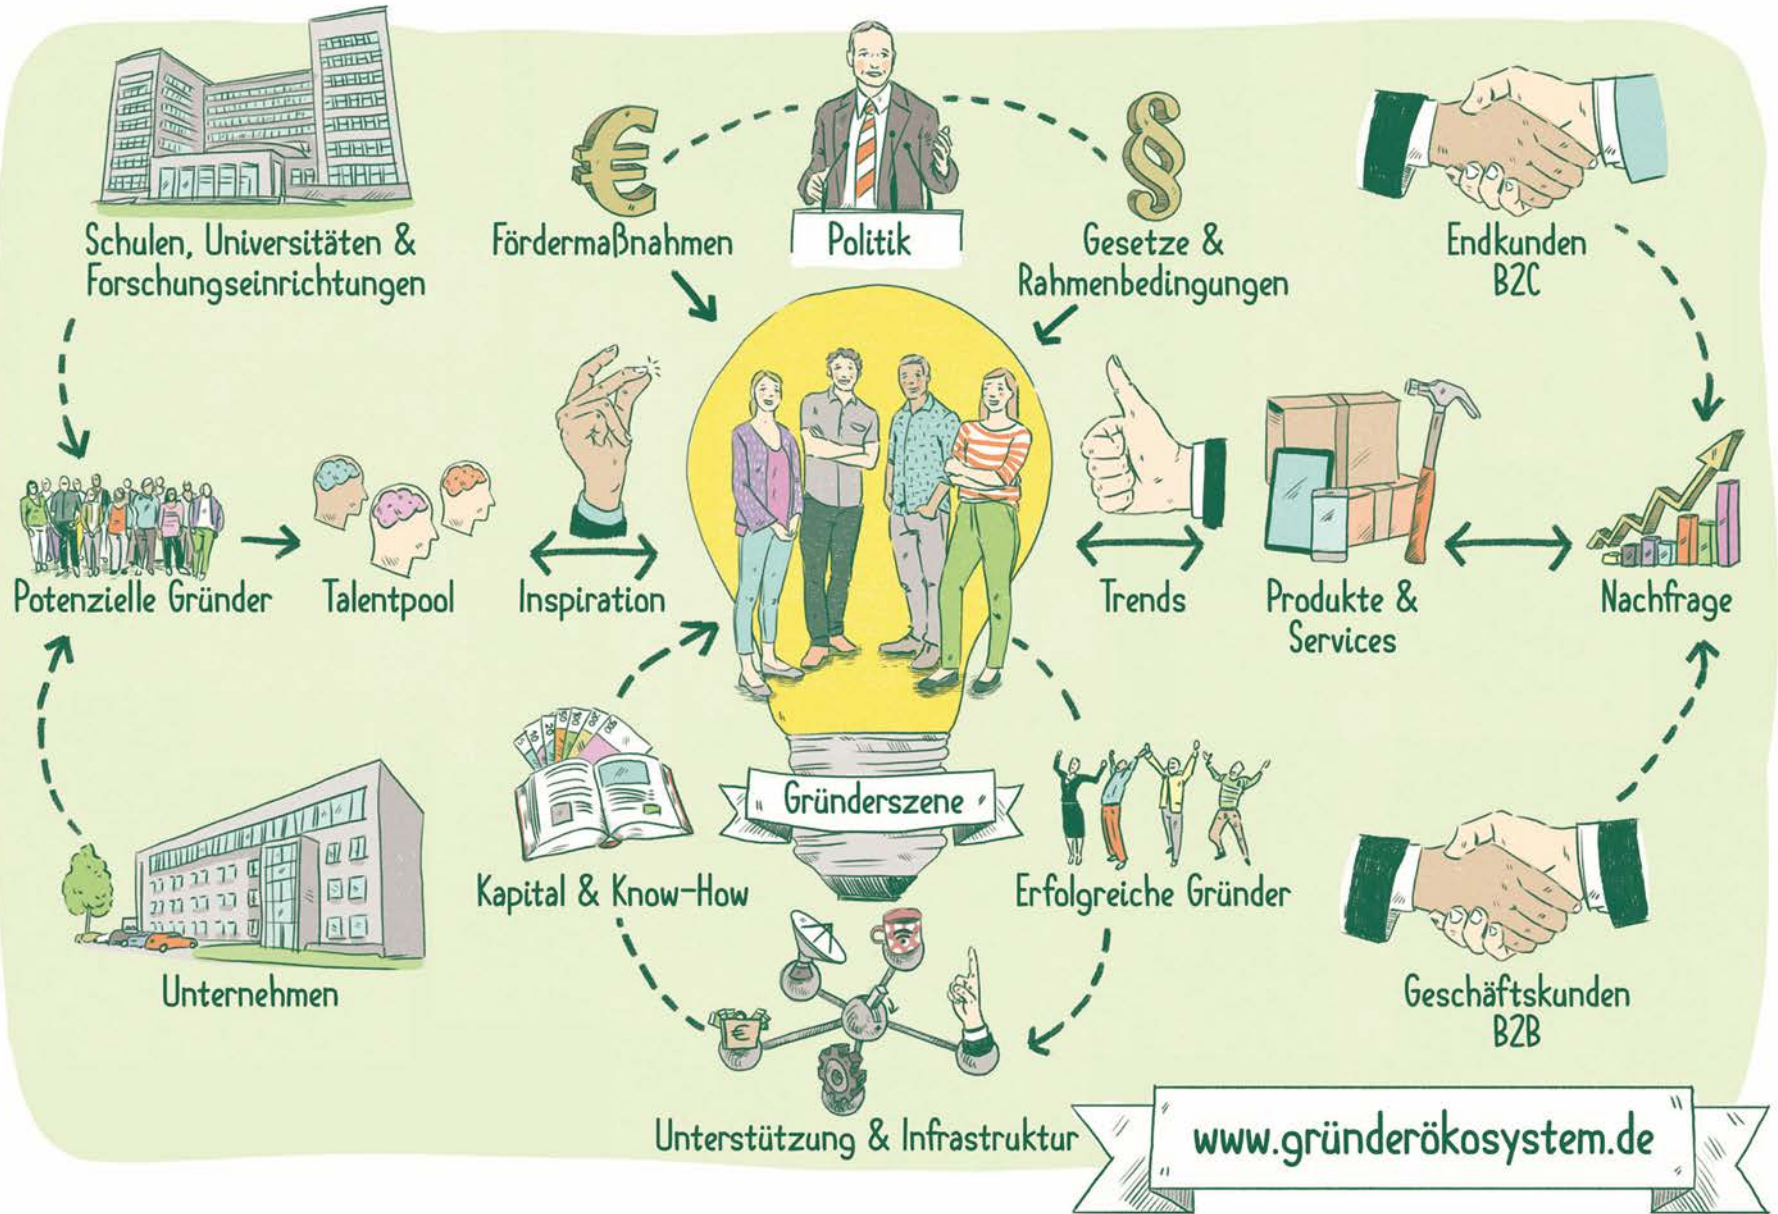 Schulen, Universitäten &
Forschungseinrichtungen
Fördermaßnahmen
Politik
Gesetze &
Rahmenbedingungen
Endkunden
B2C
Potenzielle Gründer
Talentpool
Inspiration
Trends
Produkte &
Services
Nachfrage
Gründerszene
Kapital & Know-How
Erfolgreiche Gründer
Unternehmen
Geschäftskunden
B2B
Unterstützung & Infrastruktur
www.gründerökosystem.de